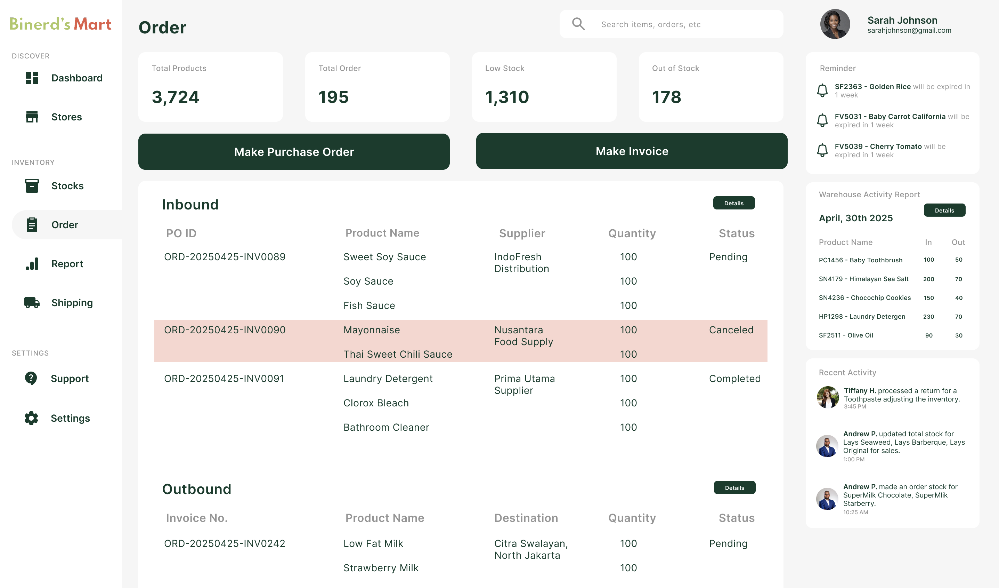 Binerd's Mart
DISCOVER
Dashboard
Stores
INVENTORY
Stocks
Order
Report
Shipping
SETTINGS
Support
Settings
Order
Search items, orders, etc
Sarah Johnson
sarahjohnson@gmail.com
Total Products
3,724
Total Order
195
Low Stock
1,310
Out of Stock
178
Make Purchase Order
Make Invoice
Inbound
Details
PO ID Product Name Supplier Quantity Status
ORD-20250425-INV0089 Sweet Soy Sauce IndoFresh 100 Pending
Distribution
Soy Sauce 100
Fish Sauce 100
ORD-20250425-INV0090 Mayonnaise Nusantara 100 Canceled
Food Supply
Thai Sweet Chili Sauce 100
ORD-20250425-INV0091 Laundry Detergent Prima Utama 100 Completed
Supplier
Clorox Bleach 100
Bathroom Cleaner 100
Outbound
Details
Invoice No. Product Name Destination Quantity Status
ORD-20250425-INV0242 Low Fat Milk Citra Swalayan, 100 Pending
North Jakarta
Strawberry Milk 100
Reminder
SF2363 - Golden Rice will be expired in
1 week
FV5031 - Baby Carrot California will be
expired in 1 week
FV5039 - Cherry Tomato will be
expired in 1 week
Warehouse Activity Report
Details
April, 30th 2025
Product Name In Out
PC1456 - Baby Toothbrush 100 50
SN4179 - Himalayan Sea Salt 200 70
SN4236 - Chocochip Cookies 150 40
HP1298 - Laundry Detergen 230 70
SF2511 - Olive Oil 90 30
Recent Activity
Tiffany H. processed a return for a
Toothpaste adjusting the inventory.
3:45 PM
Andrew P. updated total stock for
Lays Seaweed, Lays Barberque, Lays
Original for sales.
1:00 PM
Andrew P. made an order stock for
SuperMilk Chocolate, SuperMlik
Starberry.
10:25 AM